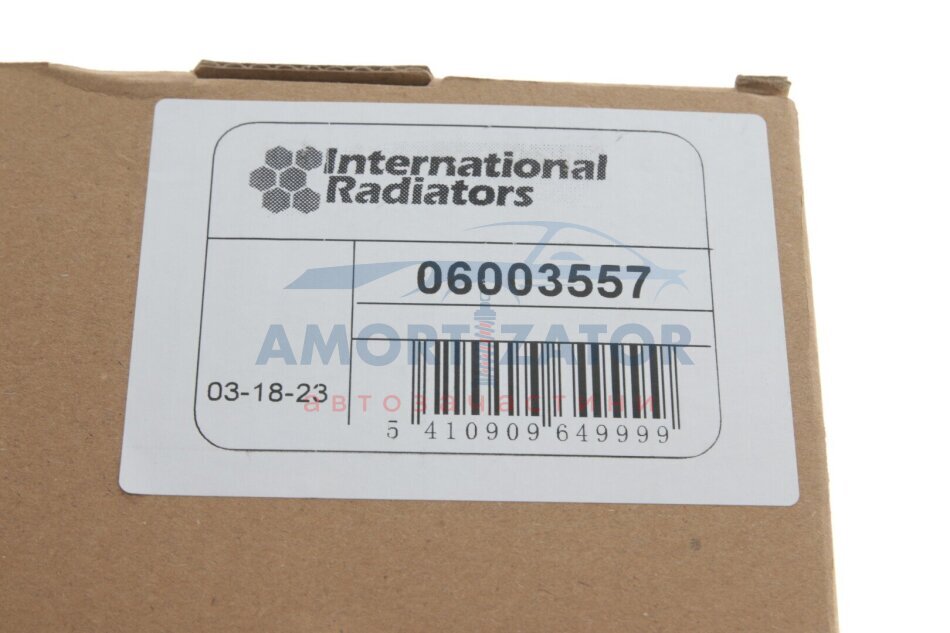 International
Radiators
06003557
AMORTIZATOR
03-18-23
автозапчастини
5 410909 649999